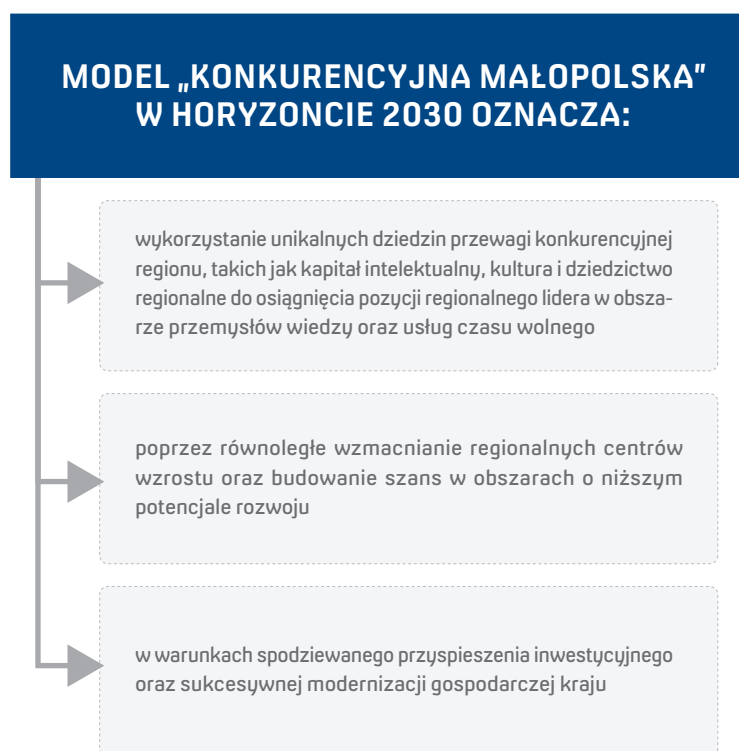 MODEL „KONKURENCYJNA MAŁOPOLSKA”
W HORYZONCIE 2030 OZNACZA:
wykorzystanie unikalnych dziedzin przewagi konkurencyjnej
regionu, takich jak kapitał intelektualny, kultura i dziedzictwo
regionalne do osiągnięcia pozycji regionalnego lidera w obsza-
rze przemysłów wiedzy oraz usług czasu wolnego
poprzez równoległe wzmacnianie regionalnych centrów
wzrostu oraz budowanie szans w obszarach o niższym
potencjale rozwoju
w warunkach spodziewanego przyspieszenia inwestycyjnego
oraz sukcesywnej modernizacji gospodarczej kraju